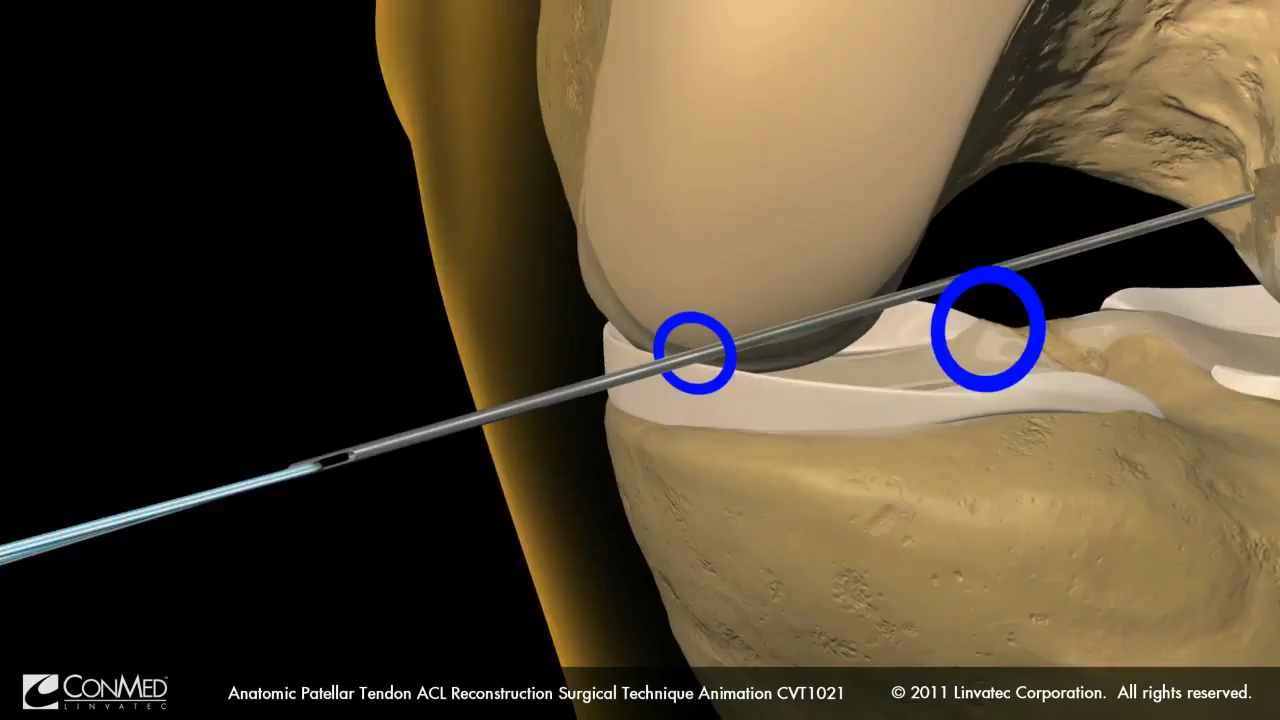 CONMED
LINVATEC
Anatomic Patellar Tendon ACL Reconstruction Surgical Technique Animation CVT1021
© 2011 Linvatec Corporation. All rights reserved.